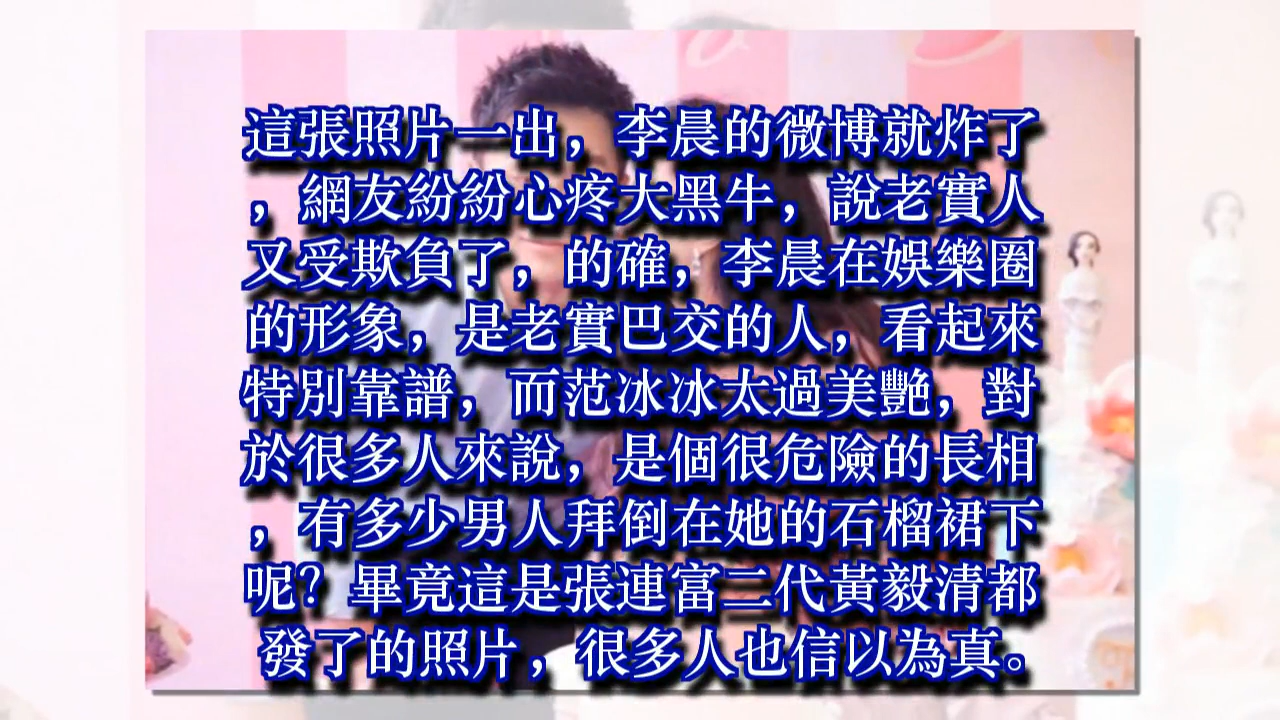 這張照片一出，李晨的微博就炸了
，網友紛紛心疼大黑牛，說老實人
又受欺負了，的確，李晨在娛樂圈
的形象，是老實巴交的人，看起來
特別靠譜，而范冰冰太過美艷，對
於很多人來說，是個很危險的長相
，有多少男人拜倒在她的石榴裙下
呢？畢竟這是張連富二代黃毅清都
發了的照片，很多人也信以為真。